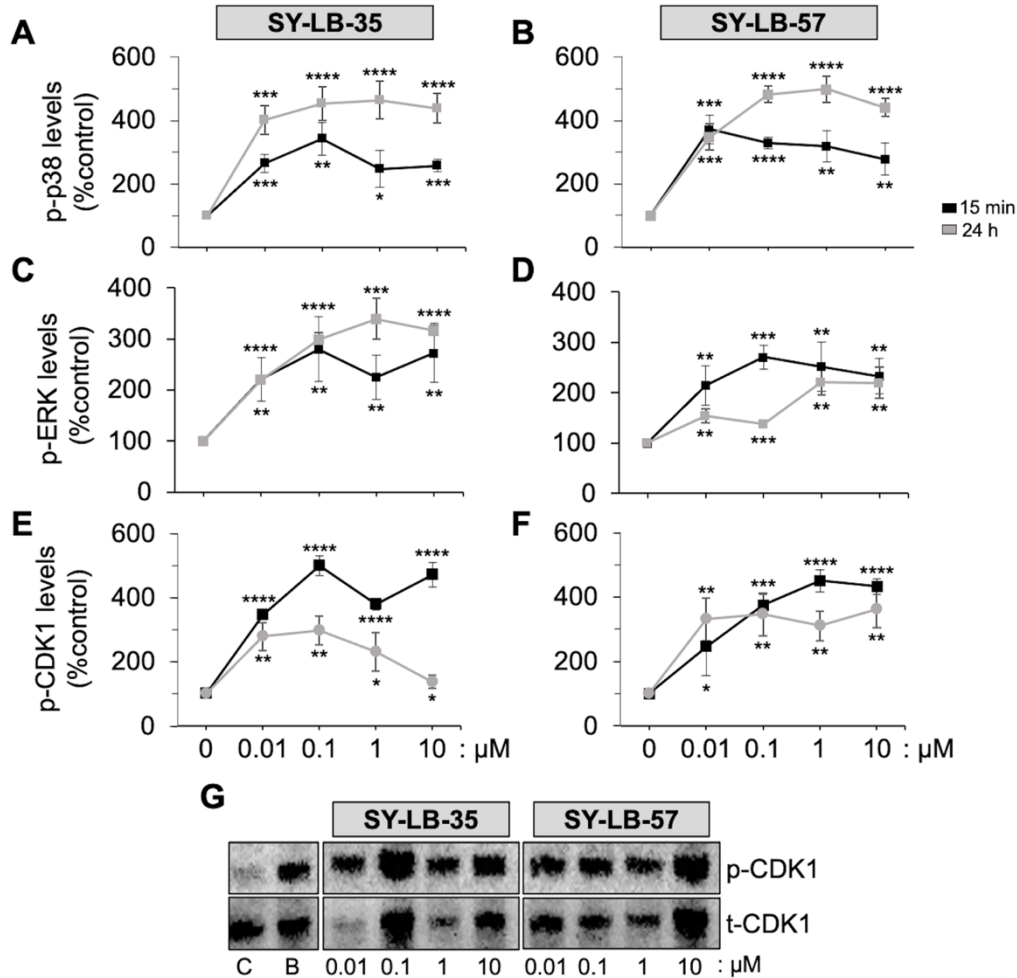 SY-LB-35 SY-LB-57
A B
600 600
**** **** **** **** ****
*** *** ****
400 400
p-p38 levels
(%control)
200 200
*** ** * *** *** **** ** **
0 0
15 min
24 h
C D
400 400
**** **** *** **** ** *** ** **
300 300
p-ERK levels
(%control)
200 200
** ** ** ** ** *** ** **
100 100
0 0
E F
600 600
**** **** **** **** ** *** **** ****
400 400
p-CDK1 levels
(%control)
200 200
** ** * * * ** ** **
0 0
0 0.01 0.1 1 10 : µM 0 0.01 0.1 1 10 : µM
G
SY-LB-35 SY-LB-57
p-CDK1
t-CDK1
C B 0.01 0.1 1 10 0.01 0.1 1 10 : µM